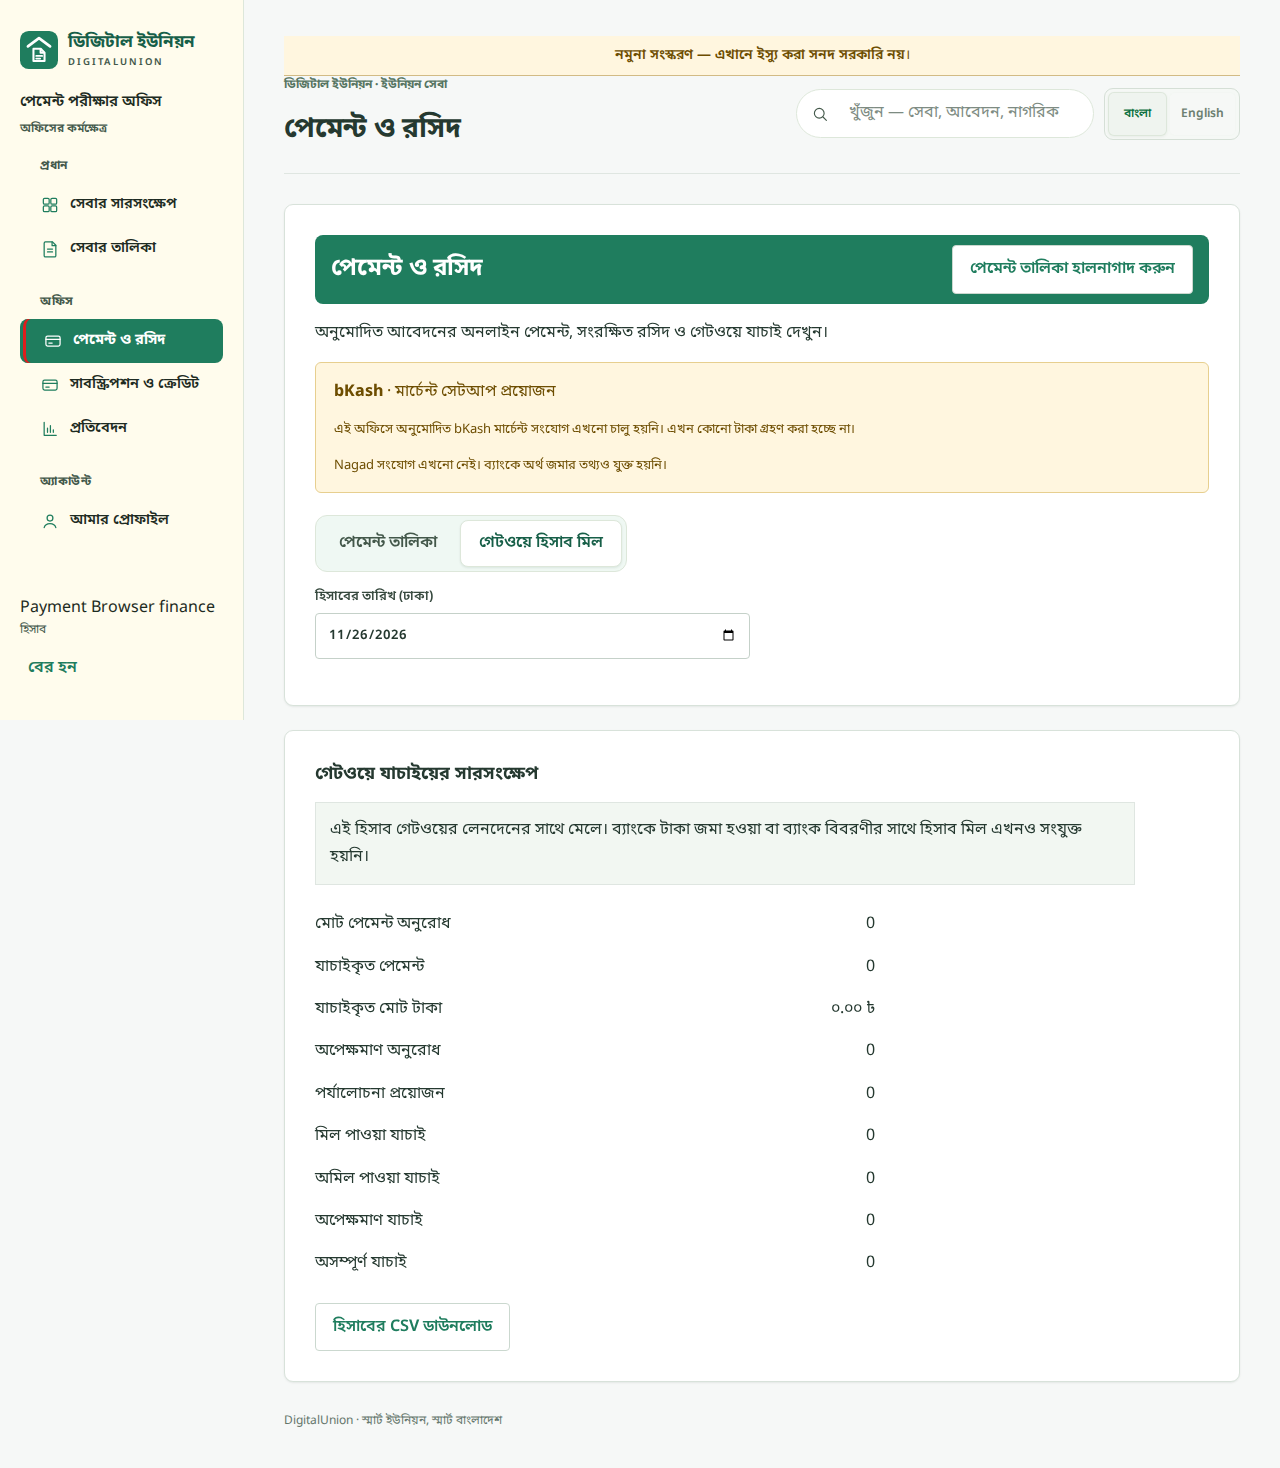 ডিজিটাল ইউনিয়ন
DIGITALUNION
পেমেন্ট পরীক্ষার অফিস
অফিসের কর্মক্ষেত্র
প্রধান
সেবার সারসংক্ষেপ
সেবার তালিকা
অফিস
পেমেন্ট ও রসিদ
সাবস্ক্রিপশন ও ক্রেডিট
প্রতিবেদন
অ্যাকাউন্ট
আমার প্রোফাইল
Payment Browser finance
হিসাব
বের হন
নমুনা সংস্করণ — এখানে ইস্যু করা সনদ সরকারি নয়।
ডিজিটাল ইউনিয়ন · ইউনিয়ন সেবা
পেমেন্ট ও রসিদ
খুঁজুন — সেবা, আবেদন, নাগরিক
বাংলা
English
পেমেন্ট ও রসিদ
পেমেন্ট তালিকা হালনাগাদ করুন
অনুমোদিত আবেদনের অনলাইন পেমেন্ট, সংরক্ষিত রসিদ ও গেটওয়ে যাচাই দেখুন।
bKash · মার্চেন্ট সেটআপ প্রয়োজন
এই অফিসে অনুমোদিত bKash মার্চেন্ট সংযোগ এখনো চালু হয়নি। এখন কোনো টাকা গ্রহণ করা হচ্ছে না।
Nagad সংযোগ এখনো নেই। ব্যাংকে অর্থ জমার তথ্যও যুক্ত হয়নি।
পেমেন্ট তালিকা
গেটওয়ে হিসাব মিল
হিসাবের তারিখ (ঢাকা)
11/26/2026
গেটওয়ে যাচাইয়ের সারসংক্ষেপ
এই হিসাব গেটওয়ের লেনদেনের সাথে মেলে। ব্যাংকে টাকা জমা হওয়া বা ব্যাংক বিবরণীর সাথে হিসাব মিল এখনও সংযুক্ত
হয়নি।
মোট পেমেন্ট অনুরোধ 0
যাচাইকৃত পেমেন্ট 0
যাচাইকৃত মোট টাকা ০.০০ ৳
অপেক্ষমাণ অনুরোধ 0
পর্যালোচনা প্রয়োজন 0
মিল পাওয়া যাচাই 0
অমিল পাওয়া যাচাই 0
অপেক্ষমাণ যাচাই 0
অসম্পূর্ণ যাচাই 0
হিসাবের CSV ডাউনলোড
DigitalUnion · স্মার্ট ইউনিয়ন, স্মার্ট বাংলাদেশ